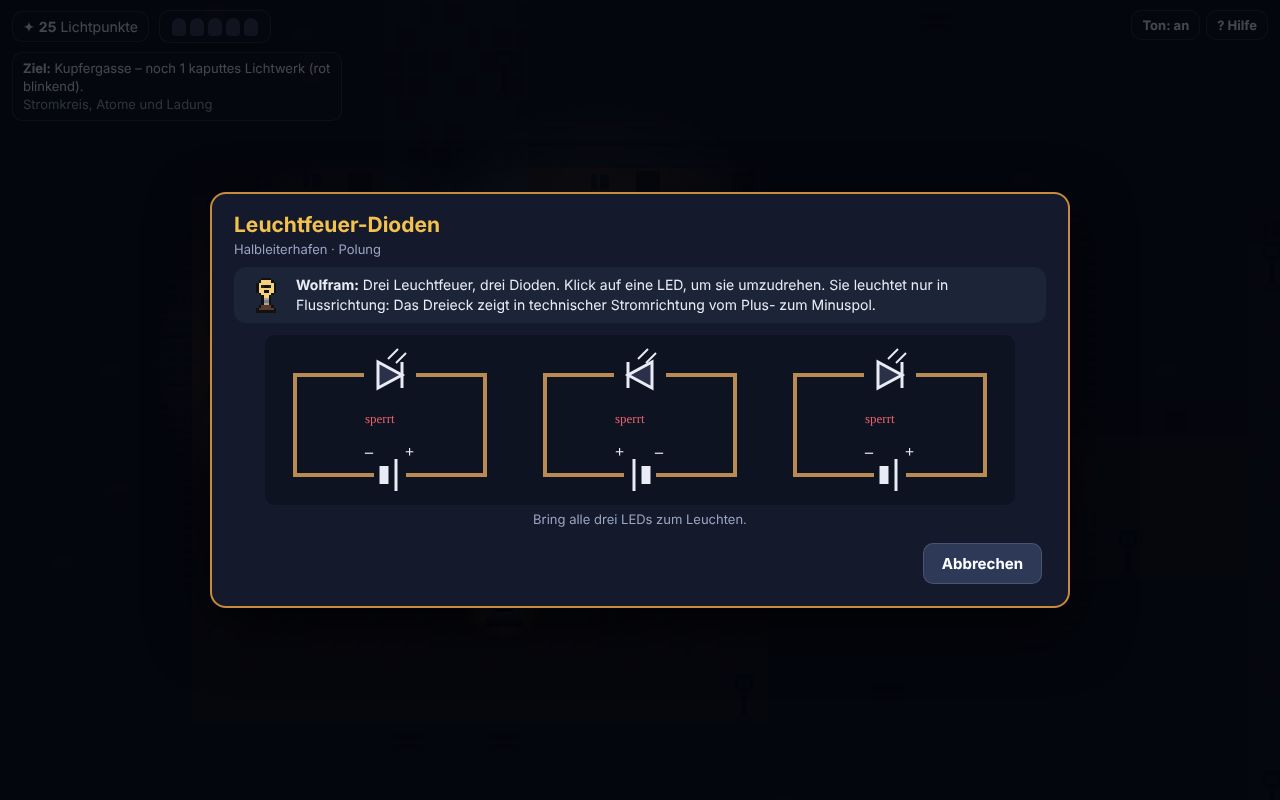 ✦ 25 Lichtpunkte
Ton: an
? Hilfe
Ziel: Kupfergasse – noch 1 kaputtes Lichtwerk (rot
blinkend).
Stromkreis, Atome und Ladung
Leuchtfeuer-Dioden
Halbleiterhafen · Polung
Wolfram: Drei Leuchtfeuer, drei Dioden. Klick auf eine LED, um sie umzudrehen. Sie leuchtet nur in
Flussrichtung: Das Dreieck zeigt in technischer Stromrichtung vom Plus- zum Minuspol.
sperrt
sperrt
sperrt
– +
+ –
– +
Bring alle drei LEDs zum Leuchten.
Abbrechen